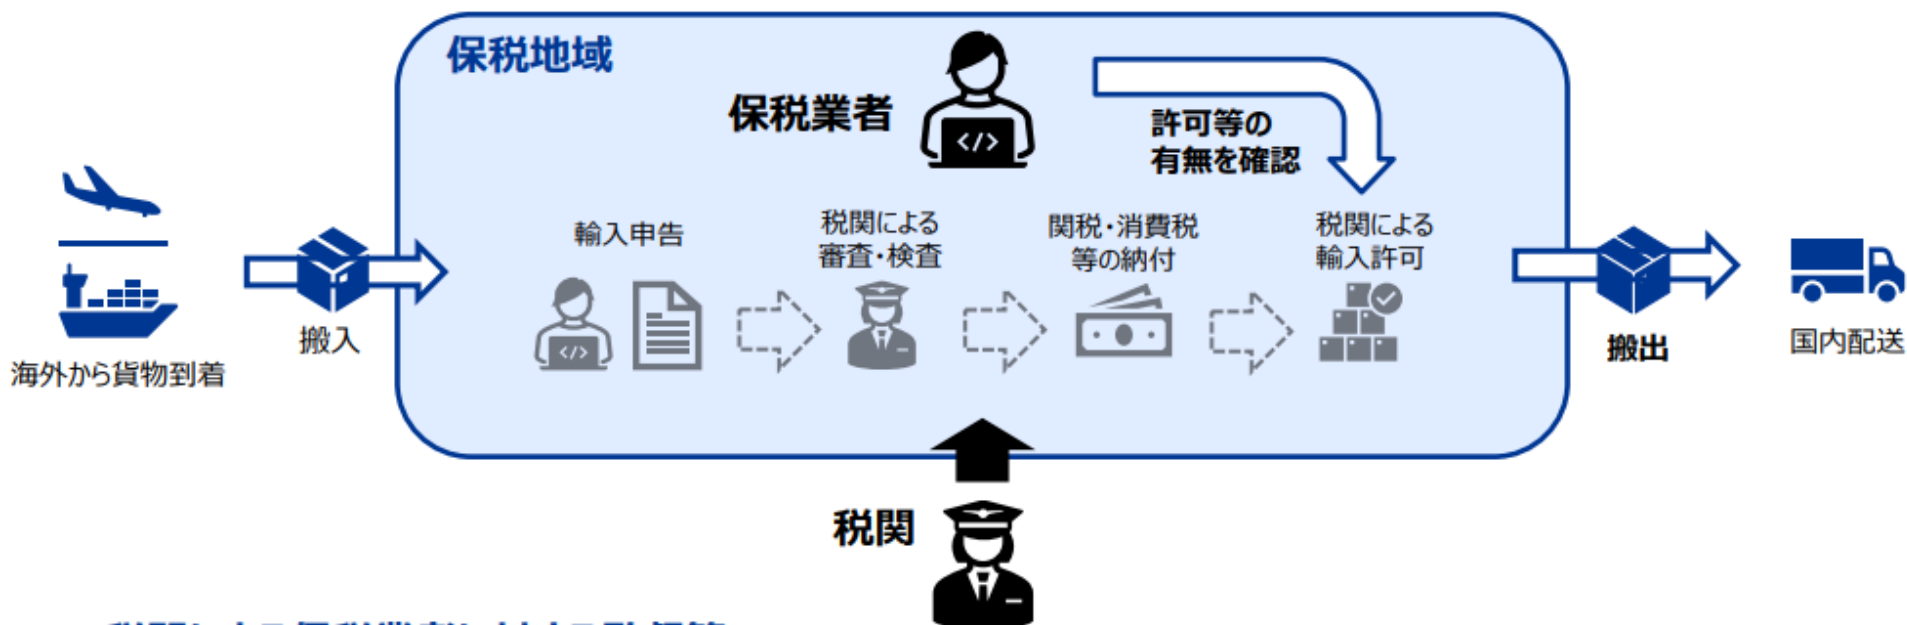 保税地域
保税業者
許可等の
有無を確認
輸入申告
税関による
審査・検査
関税・消費税
等の納付
税関による
輸入許可
海外から貨物到着
搬入
搬出
国内配送
税関